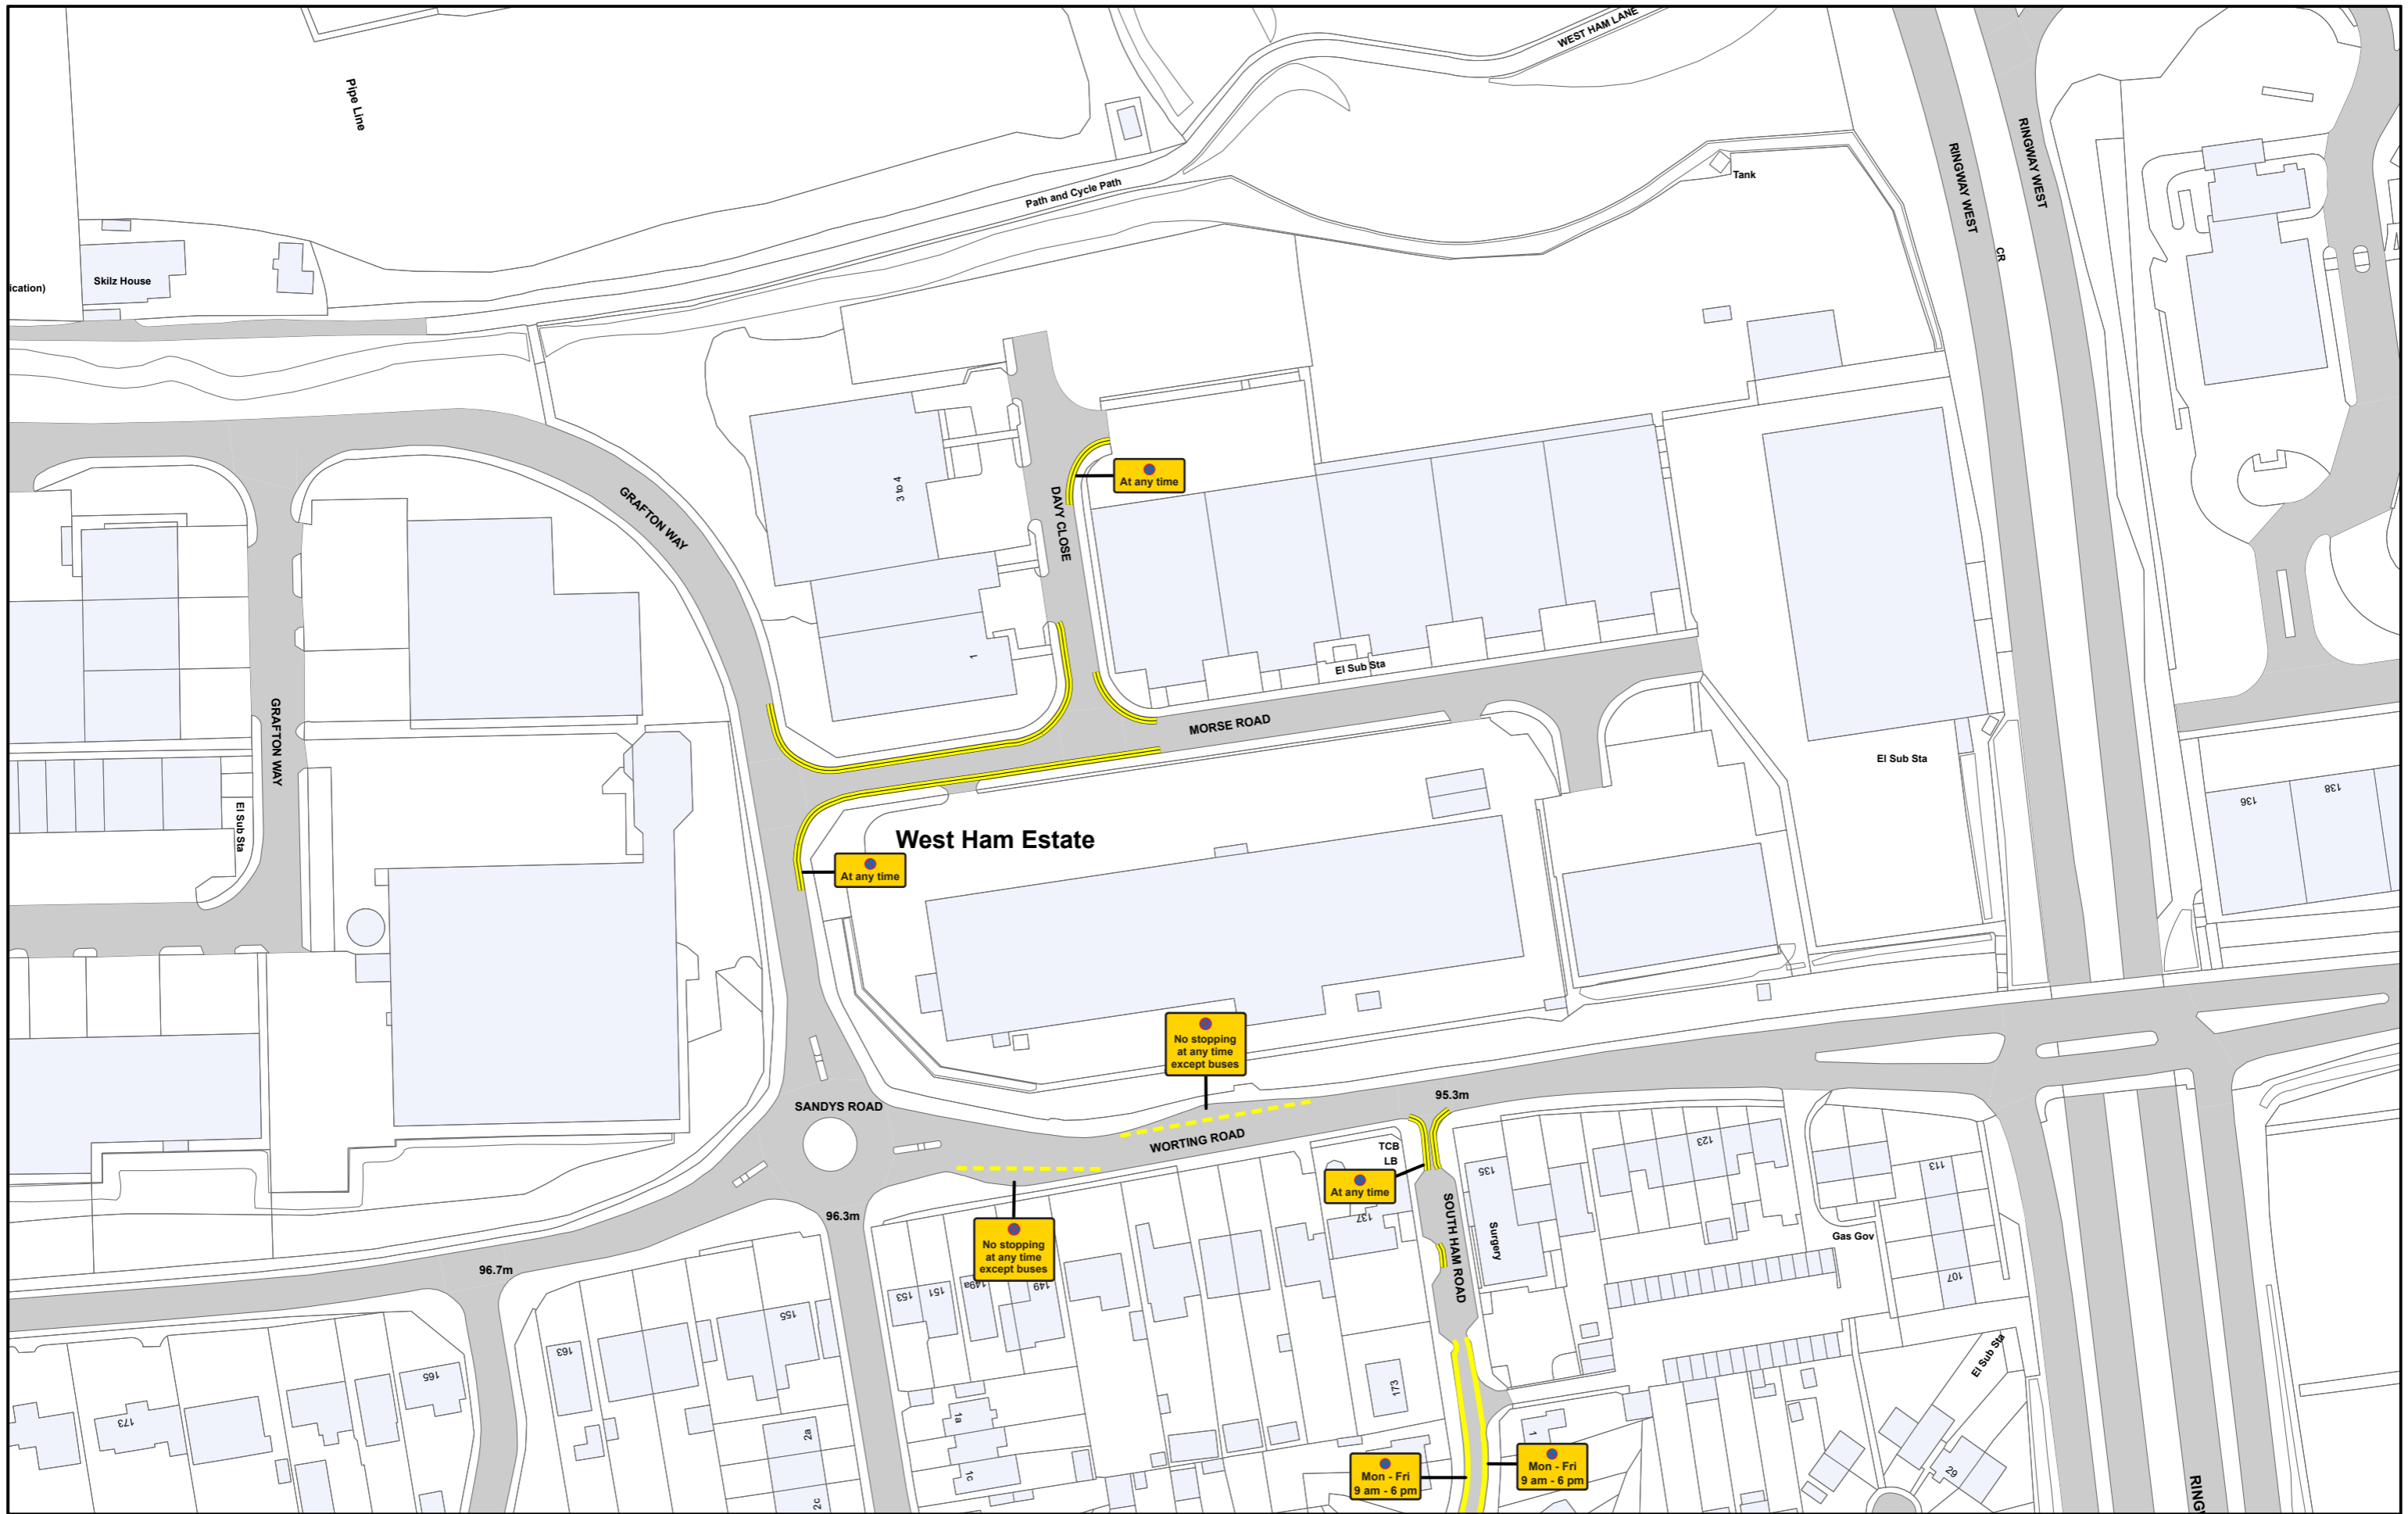 WEST HAM LANE
Pipe Line
RINGWAY WEST
RINGWAY WEST
Path and Cycle Path
Tank
CR
Skilz House
ication)
GRAFTON WAY
3 to 4
At any time
DAVY CLOSE
1
El Sub Sta
MORSE ROAD
GRAFTON WAY
El Sub Sta
El Sub Sta
136
138
West Ham Estate
At any time
No stopping
at any time
except buses
SANDYS ROAD
95.3m
WORTING ROAD
TCB
LB
123
135
113
At any time
137
SOUTH HAM ROAD
Surgery
96.3m
Gas Gov
No stopping
at any time
except buses
96.7m
107
153
151
149a
149
155
163
165
173
173
El Sub Sta
1a
2a
1
1c
2c
Mon - Fri
9 am - 6 pm
Mon - Fri
9 am - 6 pm
29
RING